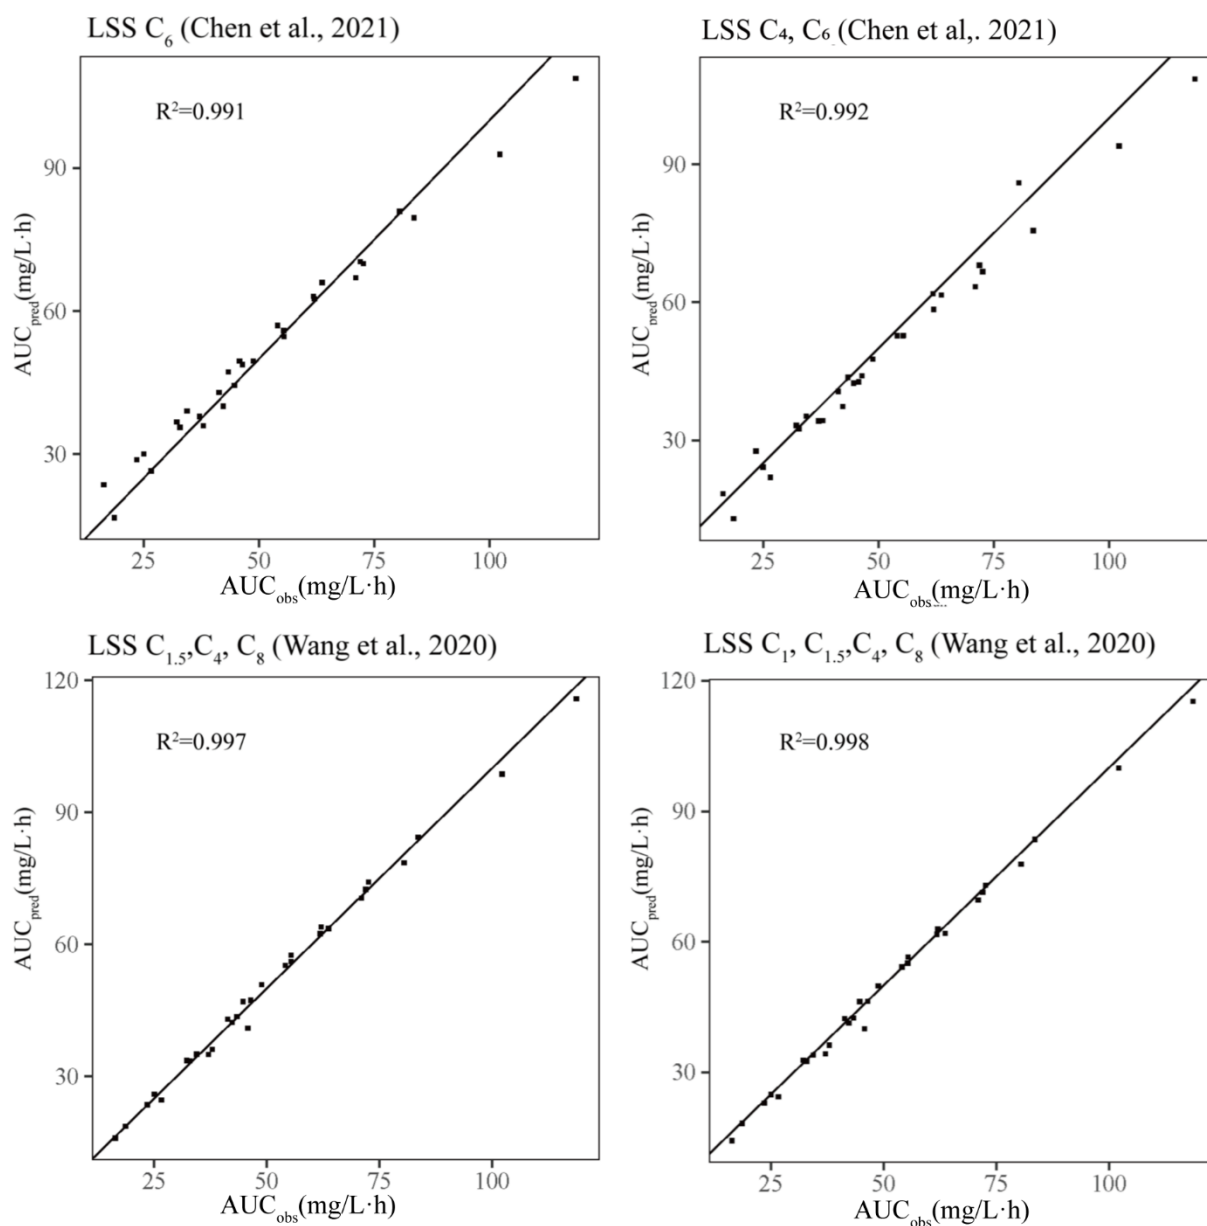 LSS C₆ (Chen et al., 2021)
R²=0.991
90
60
30
AUCpred(mg/L·h)
25 50 75 100
AUCobs(mg/L·h)
LSS C₄, C₆ (Chen et al,. 2021)
R²=0.992
90
60
30
AUCpred(mg/L·h)
25 50 75 100
AUCobs(mg/L·h)
LSS C₁.₅,C₄, C₈ (Wang et al., 2020)
R²=0.997
120
90
60
30
AUCpred(mg/L·h)
25 50 75 100
AUCobs(mg/L·h)
LSS C₁, C₁.₅,C₄, C₈ (Wang et al., 2020)
R²=0.998
120
90
60
30
AUCpred(mg/L·h)
25 50 75 100
AUCobs(mg/L·h)